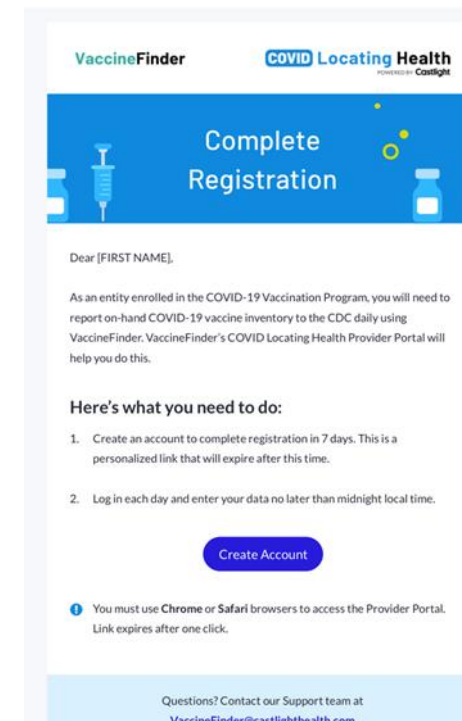 VaccineFinder
COVID Locating Health
POWERED BY Castlight
Complete
Registration
Dear [FIRST NAME],
As an entity enrolled in the COVID-19 Vaccination Program, you will need to
report on-hand COVID-19 vaccine inventory to the CDC daily using
VaccineFinder. VaccineFinder's COVID Locating Health Provider Portal will
help you do this.
Here's what you need to do:
1. Create an account to complete registration in 7 days. This is a
personalized link that will expire after this time.
2. Log in each day and enter your data no later than midnight local time.
Create Account
You must use Chrome or Safari browsers to access the Provider Portal.
Link expires after one click.
Questions? Contact our Support team at
VaccineFinder@castlighthealth.com